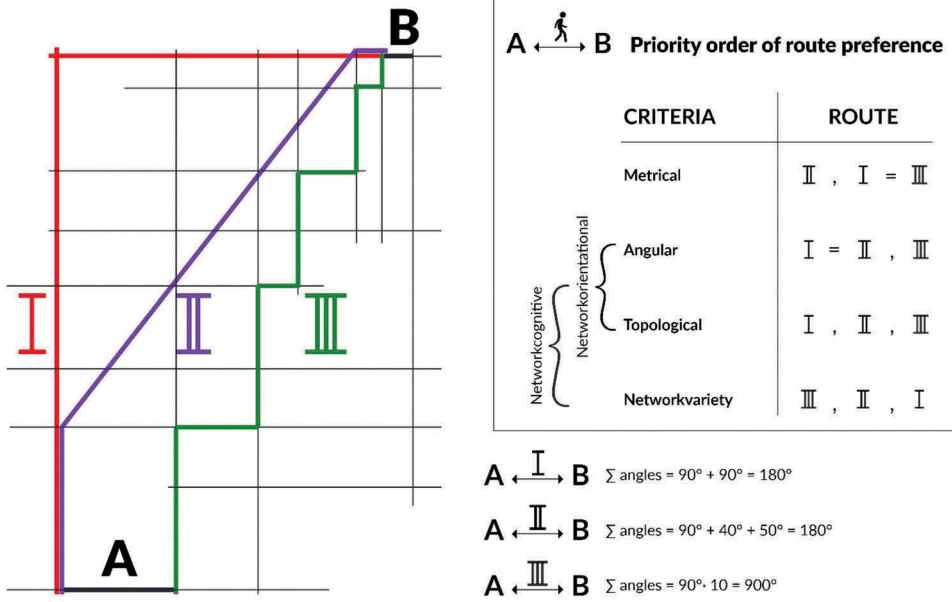 B
I
II
III
A
A B Priority order of route preference
CRITERIA ROUTE
Metrical II , I = III
Angular I = II , III
Topological I , II , III
Networkvariety III , II , I
Networkorientational
Networkcognitive
A I B ∑ angles = 90° + 90° = 180°
A II B ∑ angles = 90° + 40° + 50° = 180°
A III B ∑ angles = 90°· 10 = 900°